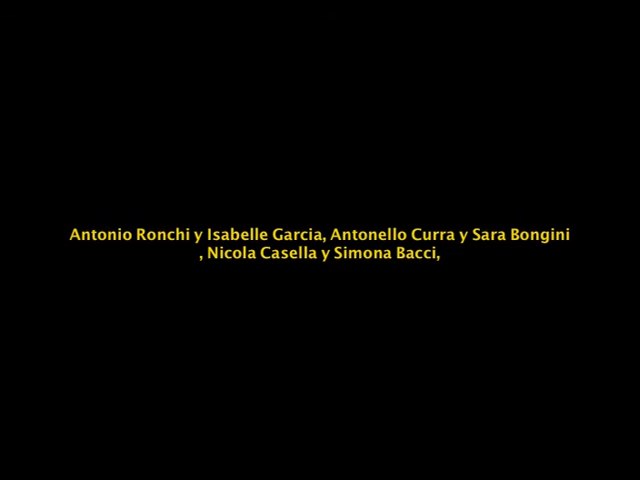 Antonio Ronchi y Isabelle Garcia, Antonello Curra y Sara Bongini
, Nicola Casella y Simona Bacci,